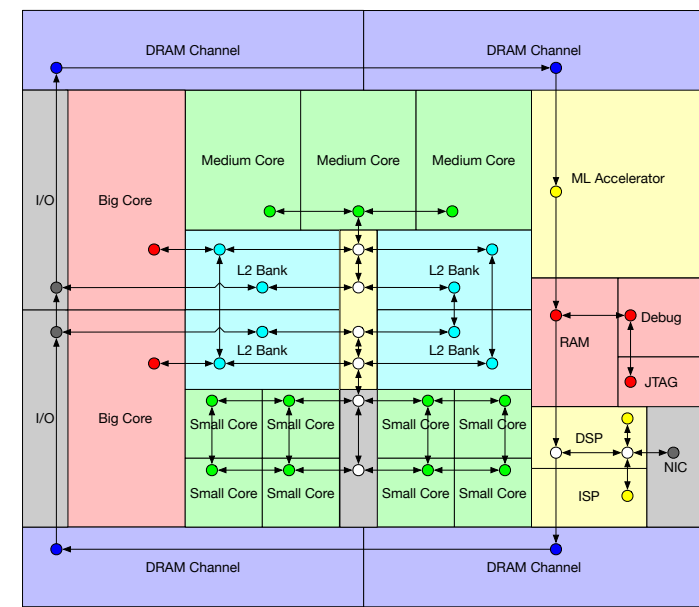 DRAM Channel
DRAM Channel
Medium Core
Medium Core
Medium Core
ML Accelerator
I/O
Big Core
L2 Bank
L2 Bank
Debug
RAM
L2 Bank
L2 Bank
JTAG
I/O
Big Core
Small Core
Small Core
Small Core
Small Core
DSP
NIC
Small Core
Small Core
Small Core
Small Core
ISP
DRAM Channel
DRAM Channel